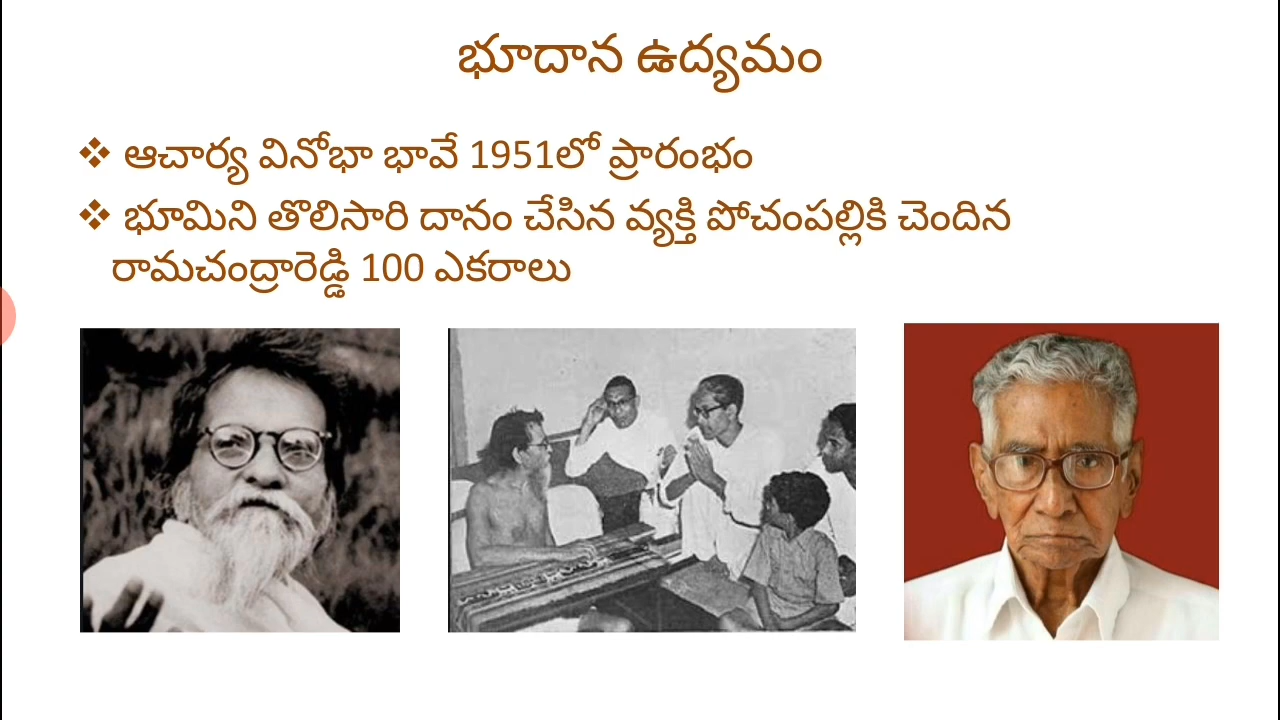 భూదాన ఉద్యమం
❖ ఆచార్య వినోభా భావే 1951లో ప్రారంభం
❖ భూమిని తొలిసారి దానం చేసిన వ్యక్తి పోచంపల్లికి చెందిన
రామచంద్రారెడ్డి 100 ఎకరాలు